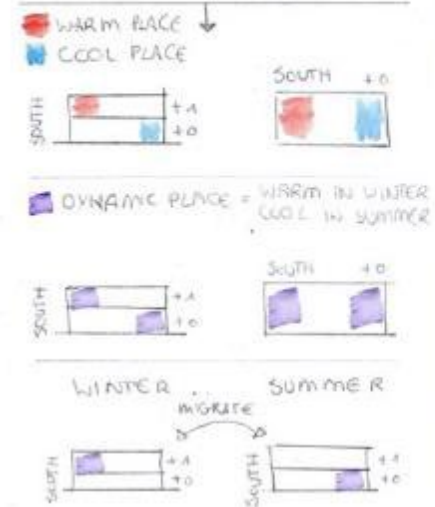 WARM PLACE
COOL PLACE
SOUTH
+1
+0
SOUTH +0
DYNAMIC PLACE = WARM IN WINTER
COOL IN SUMMER
SOUTH
+1
+0
SOUTH +0
WINTER
SUMMER
MIGRATE
SOUTH
+1
+0
SOUTH
+1
+0